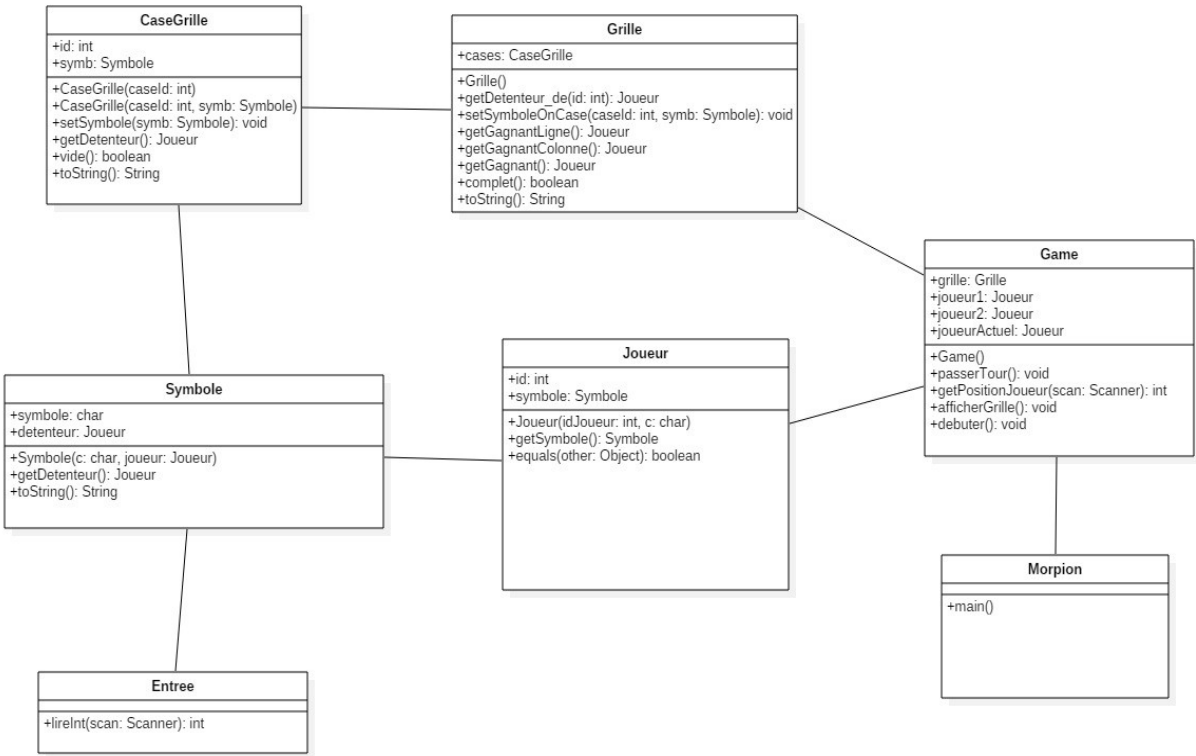 CaseGrille
+id: int
+symb: Symbole
+CaseGrille(caseId: int)
+CaseGrille(caseId: int, symb: Symbole)
+setSymbole(symb: Symbole): void
+getDetenteur(): Joueur
+vide(): boolean
+toString(): String
Grille
+cases: CaseGrille
+Grille()
+getDetenteur_de(id: int): Joueur
+setSymboleOnCase(caseId: int, symb: Symbole): void
+getGagnantLigne(): Joueur
+getGagnantColonne(): Joueur
+getGagnant(): Joueur
+complet(): boolean
+toString(): String
Game
+grille: Grille
+joueur1: Joueur
+joueur2: Joueur
+joueurActuel: Joueur
+Game()
+passerTour(): void
+getPositionJoueur(scan: Scanner): int
+afficherGrille(): void
+debuter(): void
Symbole
+symbole: char
+detenteur: Joueur
+Symbole(c: char, joueur: Joueur)
+getDetenteur(): Joueur
+toString(): String
Joueur
+id: int
+symbole: Symbole
+Joueur(idJoueur: int, c: char)
+getSymbole(): Symbole
+equals(other: Object): boolean
Morpion
+main()
Entree
+lireInt(scan: Scanner): int